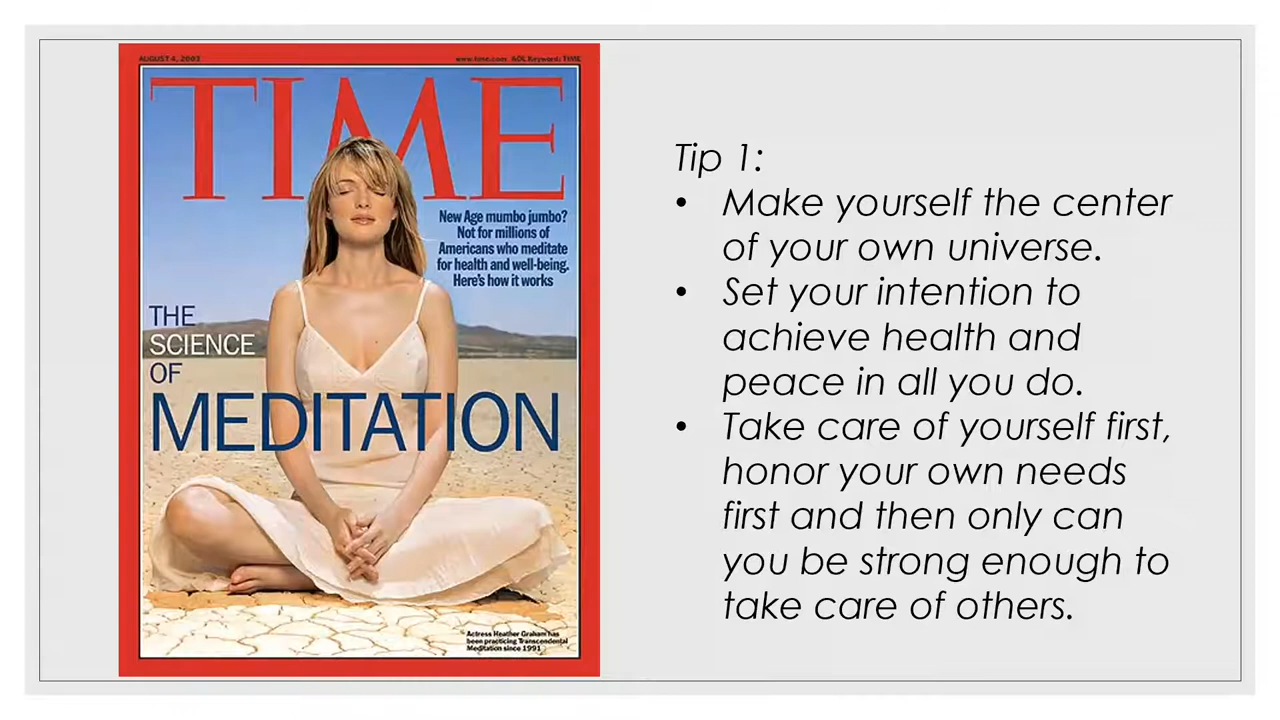 AUGUST 4, 2003
www.time.com AOL Keyword: TIME
TIME
New Age mumbo jumbo?
Not for millions of
Americans who meditate
for health and well-being.
Here's how it works
THE
SCIENCE
OF
MEDITATION
Actress Heather Graham has
been practicing Transcendental
Meditation since 1991
Tip 1:
• Make yourself the center
of your own universe.
• Set your intention to
achieve health and
peace in all you do.
• Take care of yourself first,
honor your own needs
first and then only can
you be strong enough to
take care of others.